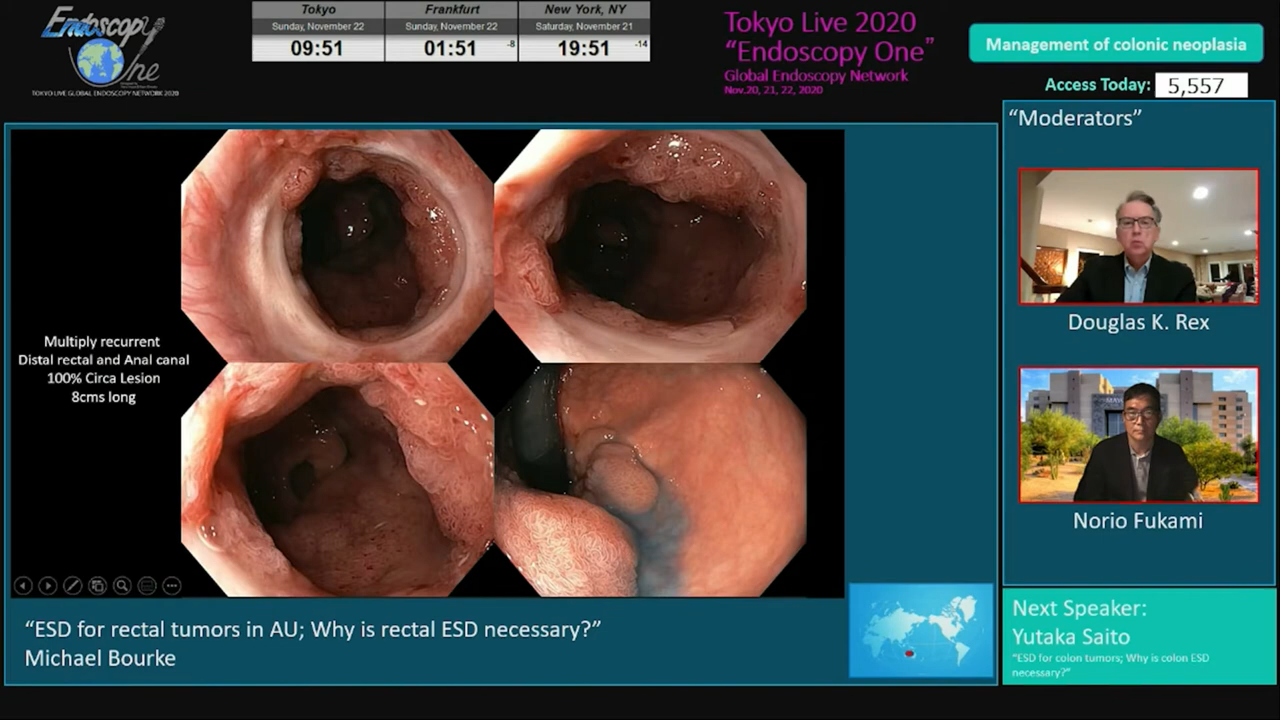 Endoscopy
One
TOKYO LIVE GLOBAL ENDOSCOPY NETWORK 2020
Tokyo
Sunday, November 22
09:51
Frankfurt
Sunday, November 22
01:51 -8
New York, NY
Saturday, November 21
19:51 -14
Tokyo Live 2020
“Endoscopy One”
Global Endoscopy Network
Nov.20, 21, 22, 2020
Management of colonic neoplasia
Access Today: 5,557
“Moderators”
Douglas K. Rex
Norio Fukami
Multiply recurrent
Distal rectal and Anal canal
100% Circa Lesion
8cms long
“ESD for rectal tumors in AU; Why is rectal ESD necessary?”
Michael Bourke
Next Speaker:
Yutaka Saito
“ESD for colon tumors; Why is colon ESD
necessary?”